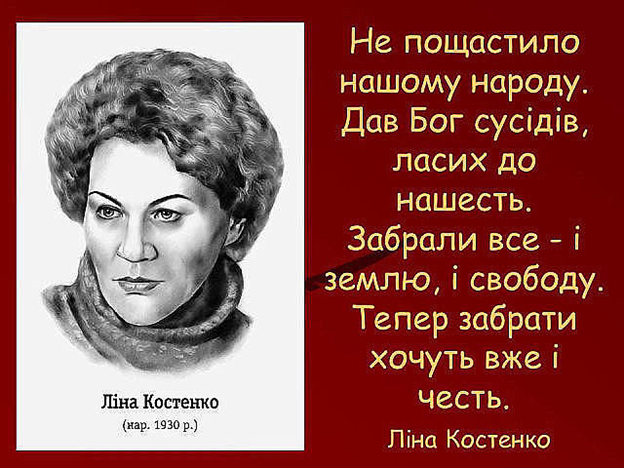 Ліна Костенко
(нар. 1930 р.)
Не пощастило
нашому народу.
Дав Бог сусідів,
ласих до
нашесть.
Забрали все - і
землю, і свободу.
Тепер забрати
хочуть вже і
честь.
Ліна Костенко